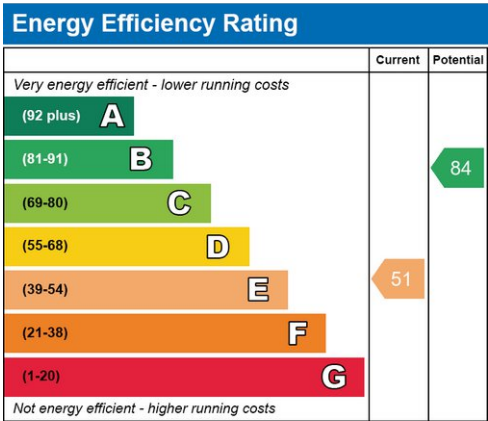 Energy Efficiency Rating
Current Potential
Very energy efficient - lower running costs
(92 plus) A
(81-91) B
84
(69-80) C
(55-68) D
(39-54) E
51
(21-38) F
(1-20) G
Not energy efficient - higher running costs